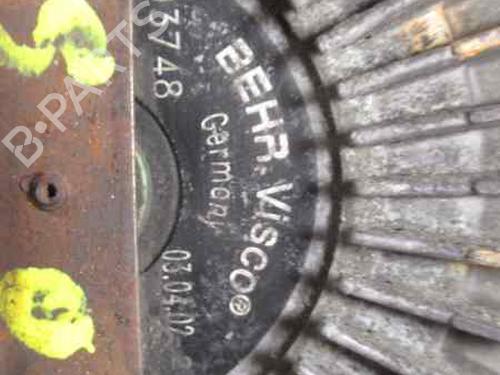 BEHR. Visco®
Germany
3748
03.04.02
B-PARTS